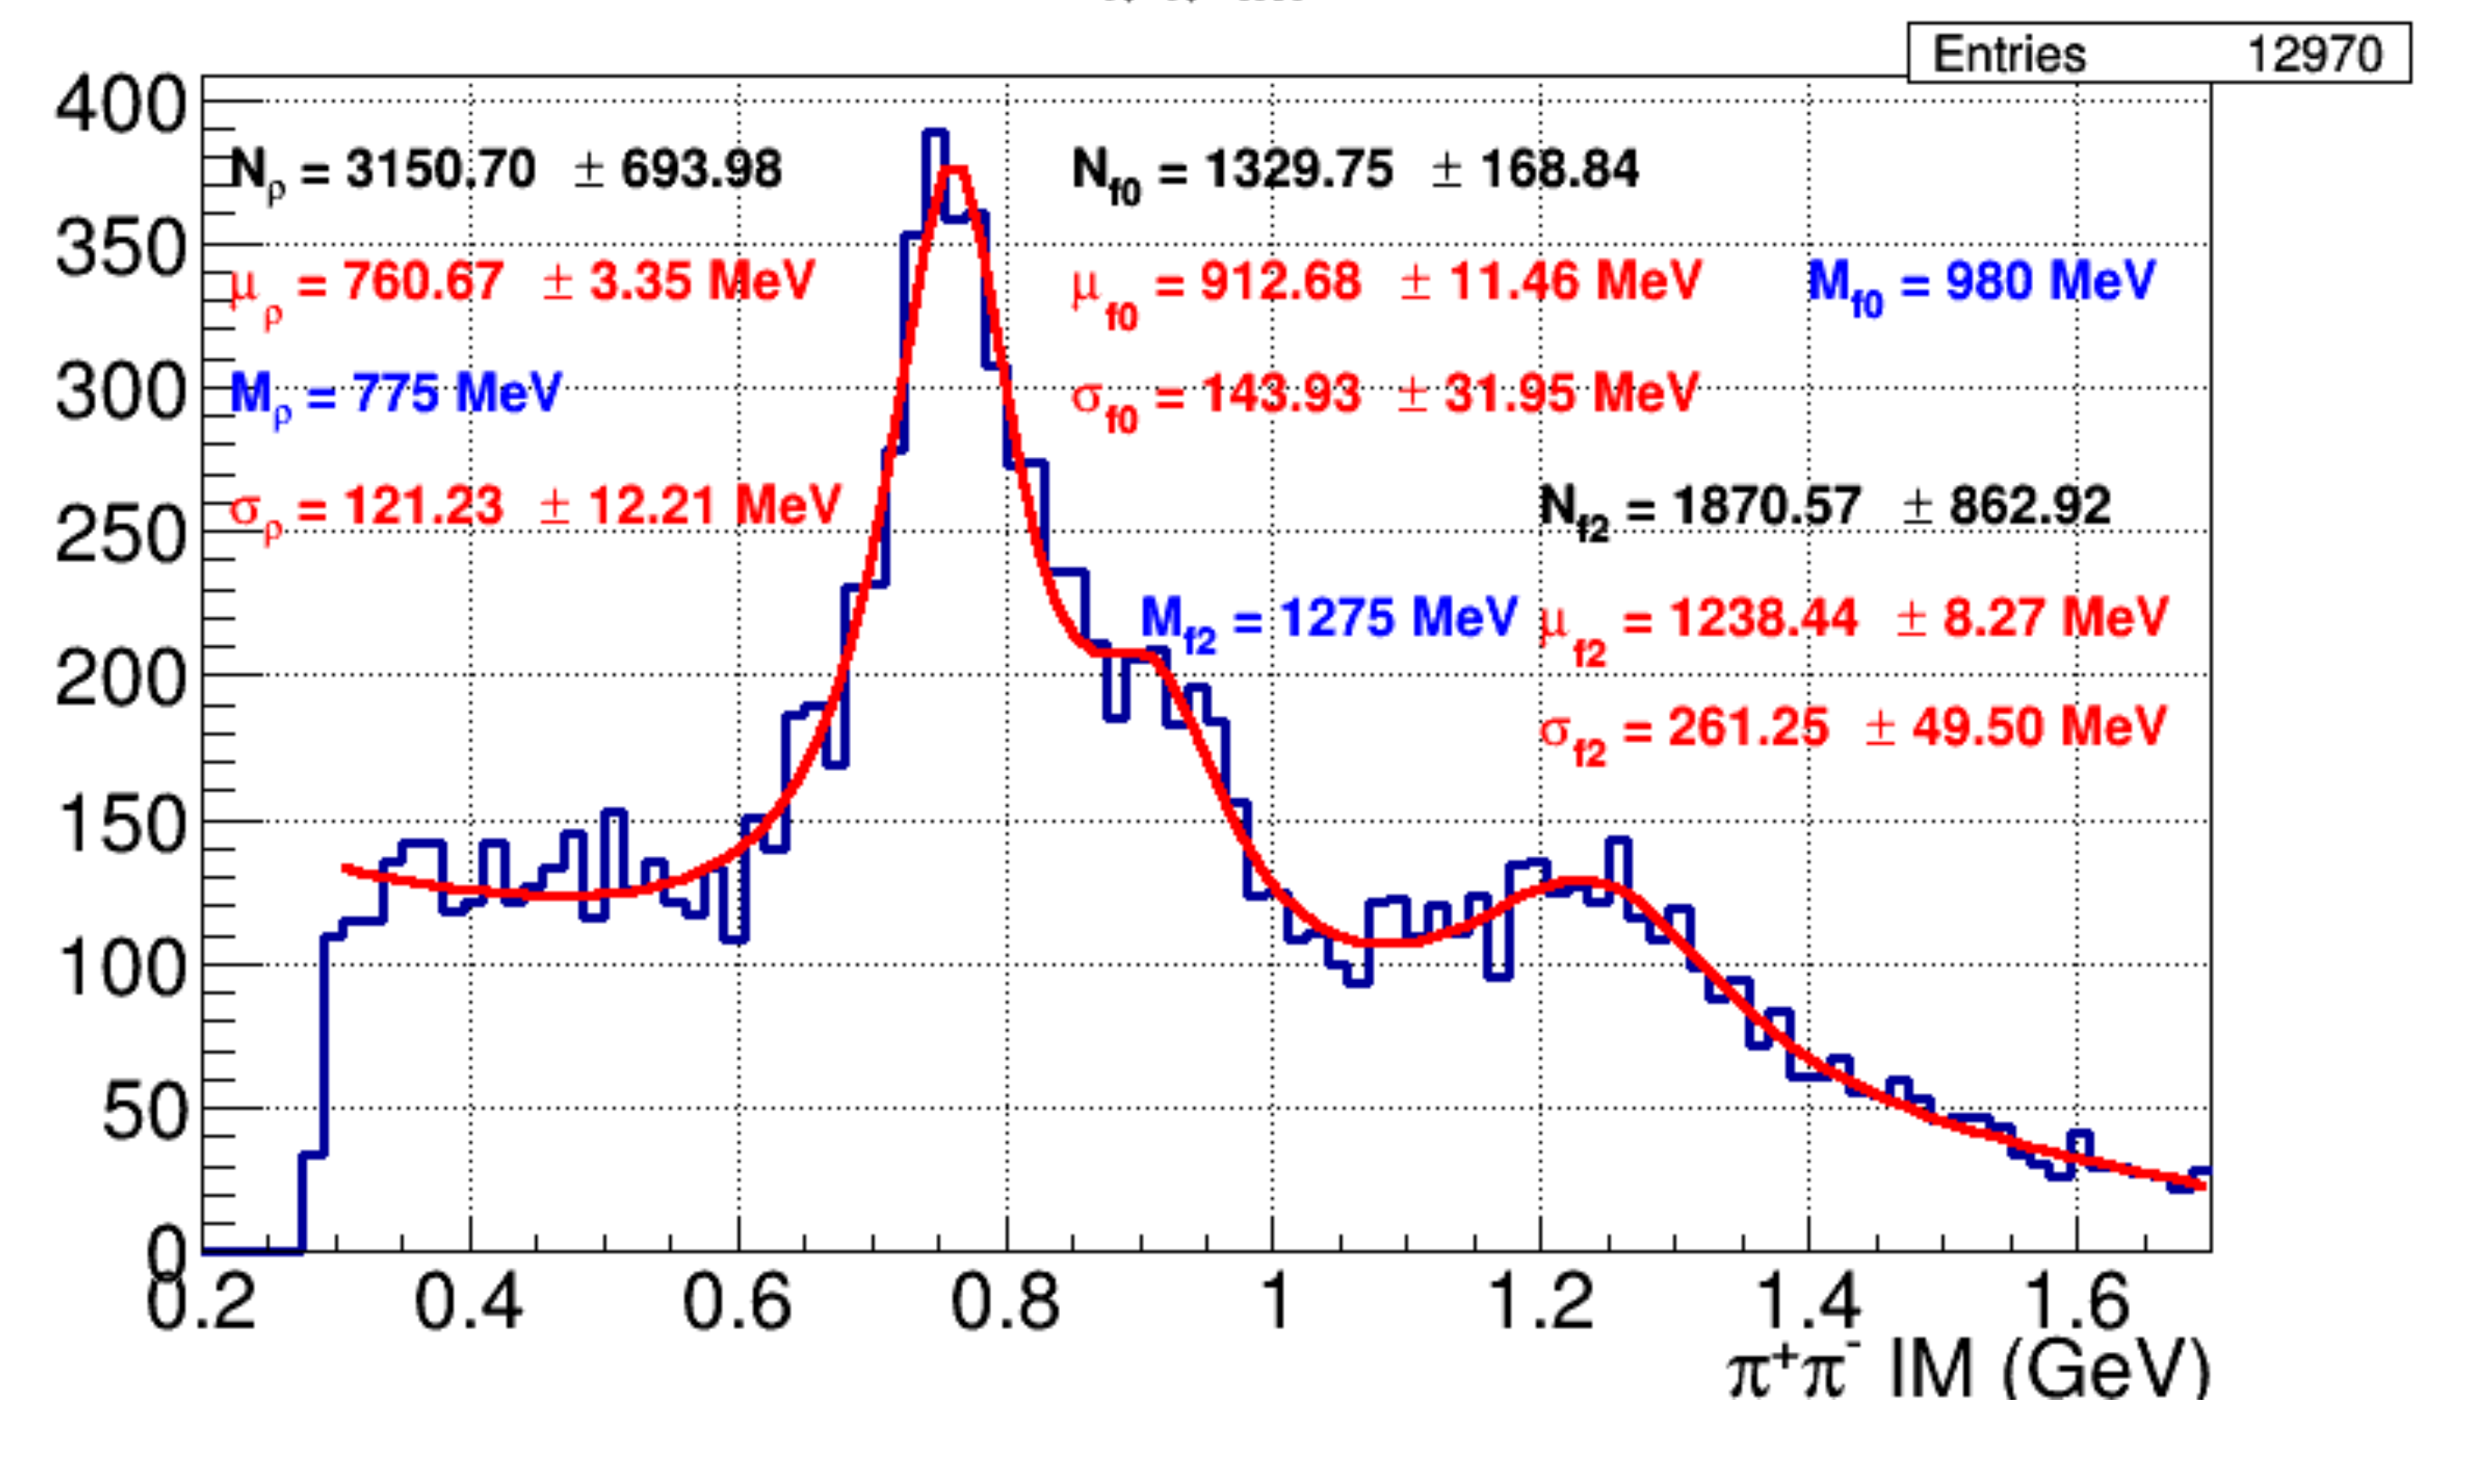 Entries 12970
400
350
300
250
200
150
100
50
0
N_ρ = 3150.70 ± 693.98
μ_ρ = 760.67 ± 3.35 MeV
M_ρ = 775 MeV
σ_ρ = 121.23 ± 12.21 MeV
N_f0 = 1329.75 ± 168.84
μ_f0 = 912.68 ± 11.46 MeV
M_f0 = 980 MeV
σ_f0 = 143.93 ± 31.95 MeV
N_f2 = 1870.57 ± 862.92
M_f2 = 1275 MeV
μ_f2 = 1238.44 ± 8.27 MeV
σ_f2 = 261.25 ± 49.50 MeV
0.2 0.4 0.6 0.8 1 1.2 1.4 1.6
π⁺π⁻ IM (GeV)